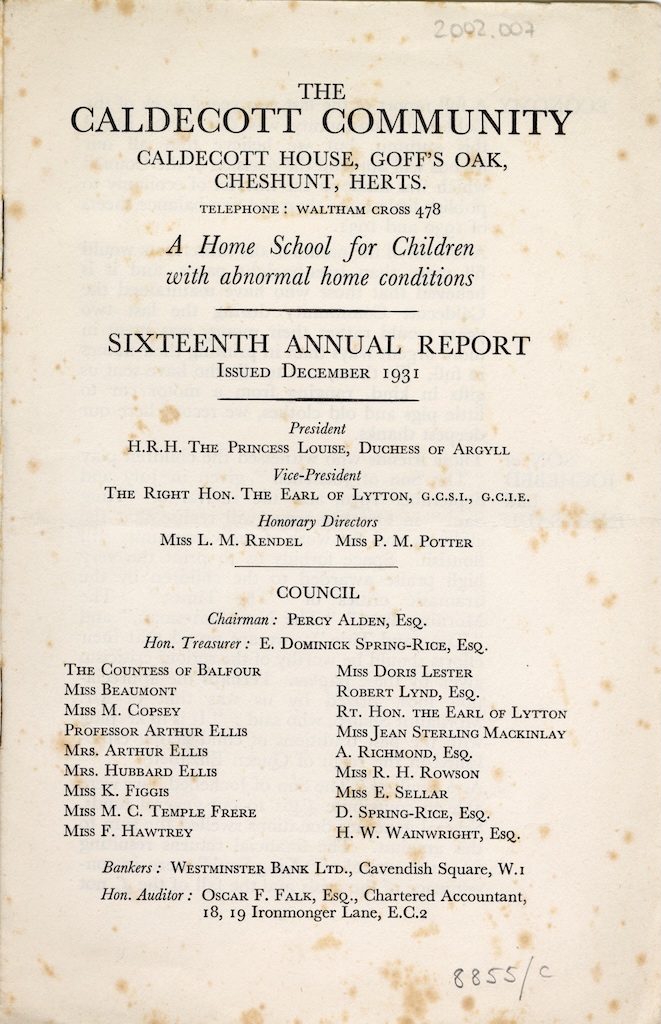 2002.007
THE
CALDECOTT COMMUNITY
CALDECOTT HOUSE, GOFF'S OAK,
CHESHUNT, HERTS.
TELEPHONE: WALTHAM CROSS 478
A Home School for Children
with abnormal home conditions
SIXTEENTH ANNUAL REPORT
ISSUED DECEMBER 1931
President
H.R.H. THE PRINCESS LOUISE, DUCHESS OF ARGYLL
Vice-President
THE RIGHT HON. THE EARL OF LYTTON, G.C.S.I., G.C.I.E.
Honorary Directors
MISS L. M. RENDEL MISS P. M. POTTER
COUNCIL
Chairman: PERCY ALDEN, ESQ.
Hon. Treasurer: E. DOMINICK SPRING-RICE, ESQ.
THE COUNTESS OF BALFOUR
MISS BEAUMONT
MISS M. COPSEY
PROFESSOR ARTHUR ELLIS
MRS. ARTHUR ELLIS
MRS. HUBBARD ELLIS
MISS K. FIGGIS
MISS M. C. TEMPLE FRERE
MISS F. HAWTREY
MISS DORIS LESTER
ROBERT LYND, ESQ.
RT. HON. THE EARL OF LYTTON
MISS JEAN STERLING MACKINLAY
A. RICHMOND, ESQ.
MISS R. H. ROWSON
MISS E. SELLAR
D. SPRING-RICE, ESQ.
H. W. WAINWRIGHT, ESQ.
Bankers: WESTMINSTER BANK LTD., Cavendish Square, W.1
Hon. Auditor: OSCAR F. FALK, ESQ., Chartered Accountant,
18, 19 Ironmonger Lane, E.C.2
8855/C